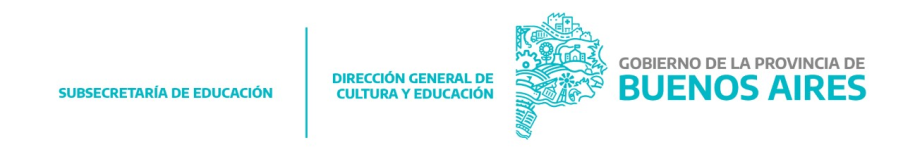 SUBSECRETARÍA DE EDUCACIÓN
DIRECCIÓN GENERAL DE
CULTURA Y EDUCACIÓN
GOBIERNO DE LA PROVINCIA DE
BUENOS AIRES